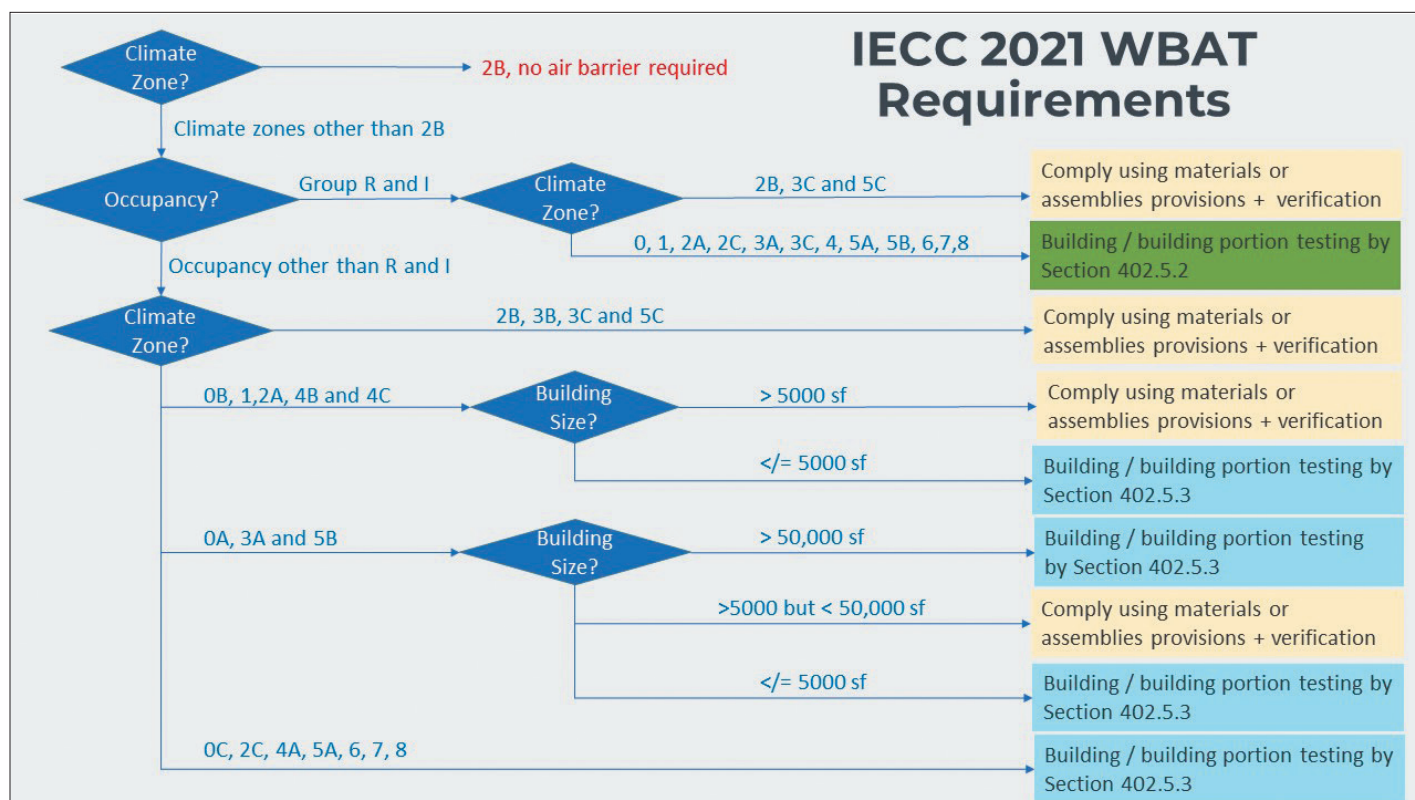 IECC 2021 WBAT
Requirements
Climate
Zone?
2B, no air barrier required
Climate zones other than 2B
Occupancy?
Group R and I
Climate
Zone?
2B, 3C and 5C
Comply using materials or
assemblies provisions + verification
0, 1, 2A, 2C, 3A, 3C, 4, 5A, 5B, 6,7,8
Building / building portion testing by
Section 402.5.2
Occupancy other than R and I
Climate
Zone?
2B, 3B, 3C and 5C
Comply using materials or
assemblies provisions + verification
0B, 1,2A, 4B and 4C
Building
Size?
> 5000 sf
Comply using materials or
assemblies provisions + verification
</= 5000 sf
Building / building portion testing by
Section 402.5.3
0A, 3A and 5B
Building
Size?
> 50,000 sf
Building / building portion testing
by Section 402.5.3
>5000 but < 50,000 sf
Comply using materials or
assemblies provisions + verification
</= 5000 sf
Building / building portion testing by
Section 402.5.3
0C, 2C, 4A, 5A, 6, 7, 8
Building / building portion testing by
Section 402.5.3